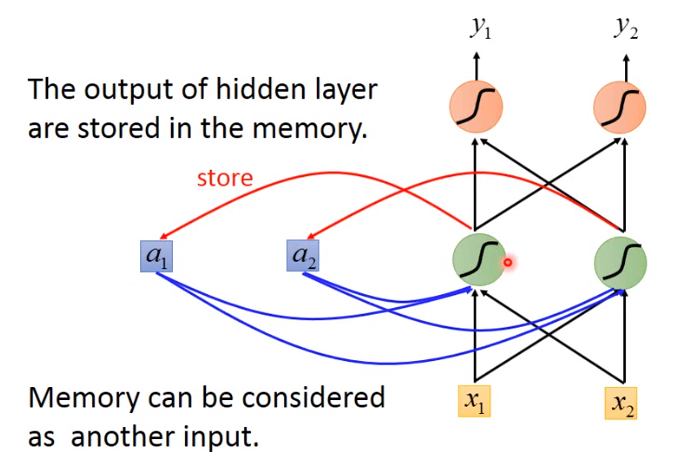 y₁ y₂
The output of hidden layer
are stored in the memory.
store
a₁ a₂
Memory can be considered
as another input.
x₁ x₂